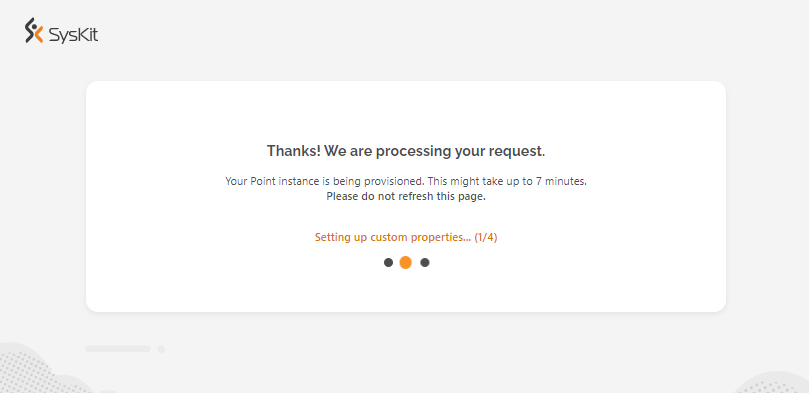 SysKit
Thanks! We are processing your request.
Your Point instance is being provisioned. This might take up to 7 minutes.
Please do not refresh this page.
Setting up custom properties... (1/4)